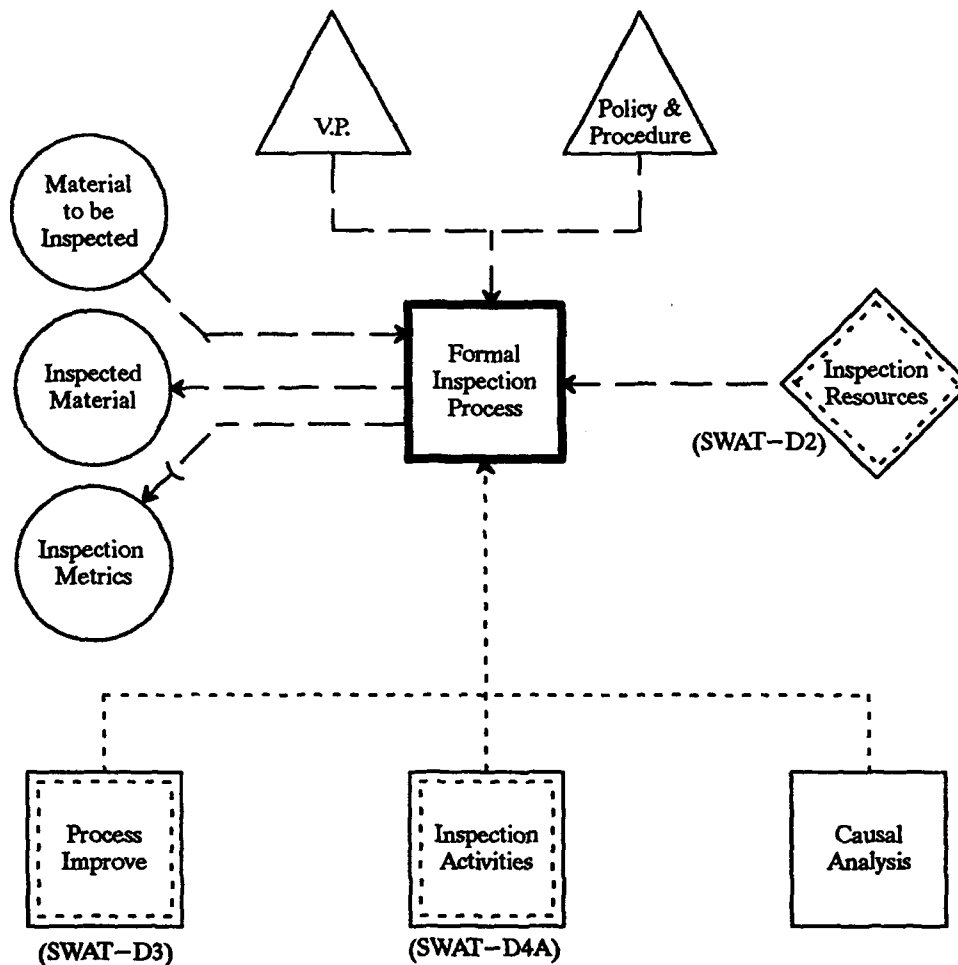 V.P.
Policy &
Procedure
Material
to be
Inspected
Formal
Inspection
Process
Inspected
Material
Inspection
Resources
(SWAT-D2)
Inspection
Metrics
Process
Improve
(SWAT-D3)
Inspection
Activities
(SWAT-D4A)
Causal
Analysis